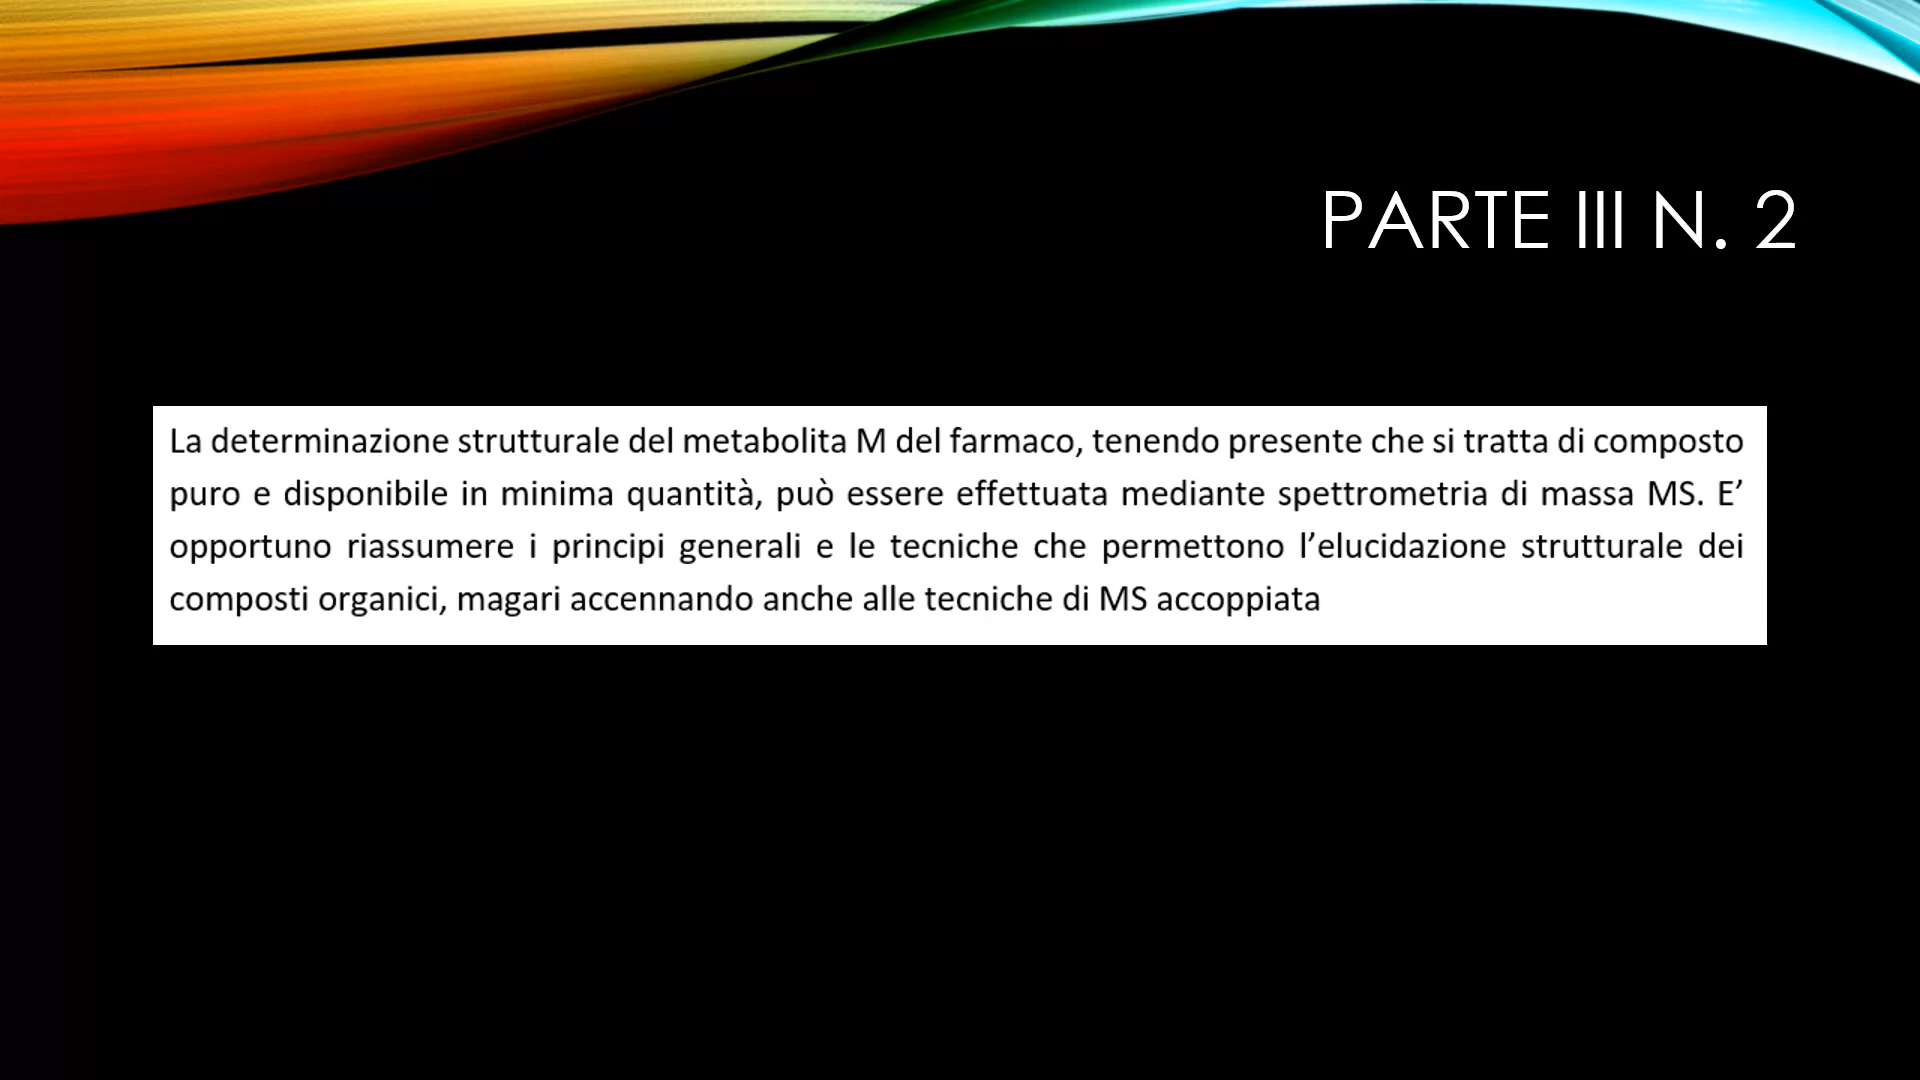 PARTE III N. 2
La determinazione strutturale del metabolita M del farmaco, tenendo presente che si tratta di composto
puro e disponibile in minima quantità, può essere effettuata mediante spettrometria di massa MS. E’
opportuno riassumere i principi generali e le tecniche che permettono l’elucidazione strutturale dei
composti organici, magari accennando anche alle tecniche di MS accoppiata